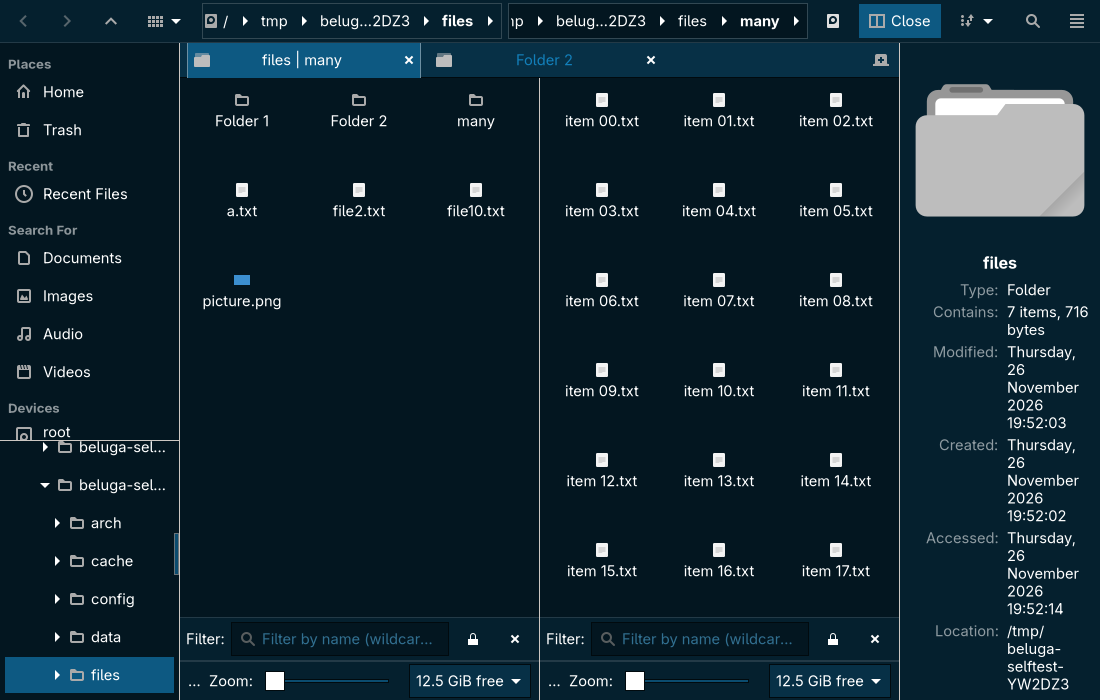 / tmp belug...2DZ3 files
belug...2DZ3 files many
Close
Places
Home
Trash
Recent
Recent Files
Search For
Documents
Images
Audio
Videos
Devices
root
beluga-sel...
beluga-sel...
arch
cache
config
data
files
files | many
Folder 2
Folder 1 Folder 2 many
a.txt file2.txt file10.txt
picture.png
Filter: Filter by name (wildcar...
... Zoom: 12.5 GiB free
item 00.txt item 01.txt item 02.txt
item 03.txt item 04.txt item 05.txt
item 06.txt item 07.txt item 08.txt
item 09.txt item 10.txt item 11.txt
item 12.txt item 13.txt item 14.txt
item 15.txt item 16.txt item 17.txt
Filter: Filter by name (wildcar...
... Zoom: 12.5 GiB free
files
Type: Folder
Contains: 7 items, 716
bytes
Modified: Thursday,
26
November
2026
19:52:03
Created: Thursday,
26
November
2026
19:52:02
Accessed: Thursday,
26
November
2026
19:52:14
Location: /tmp/
beluga-
selftest-
YW2DZ3